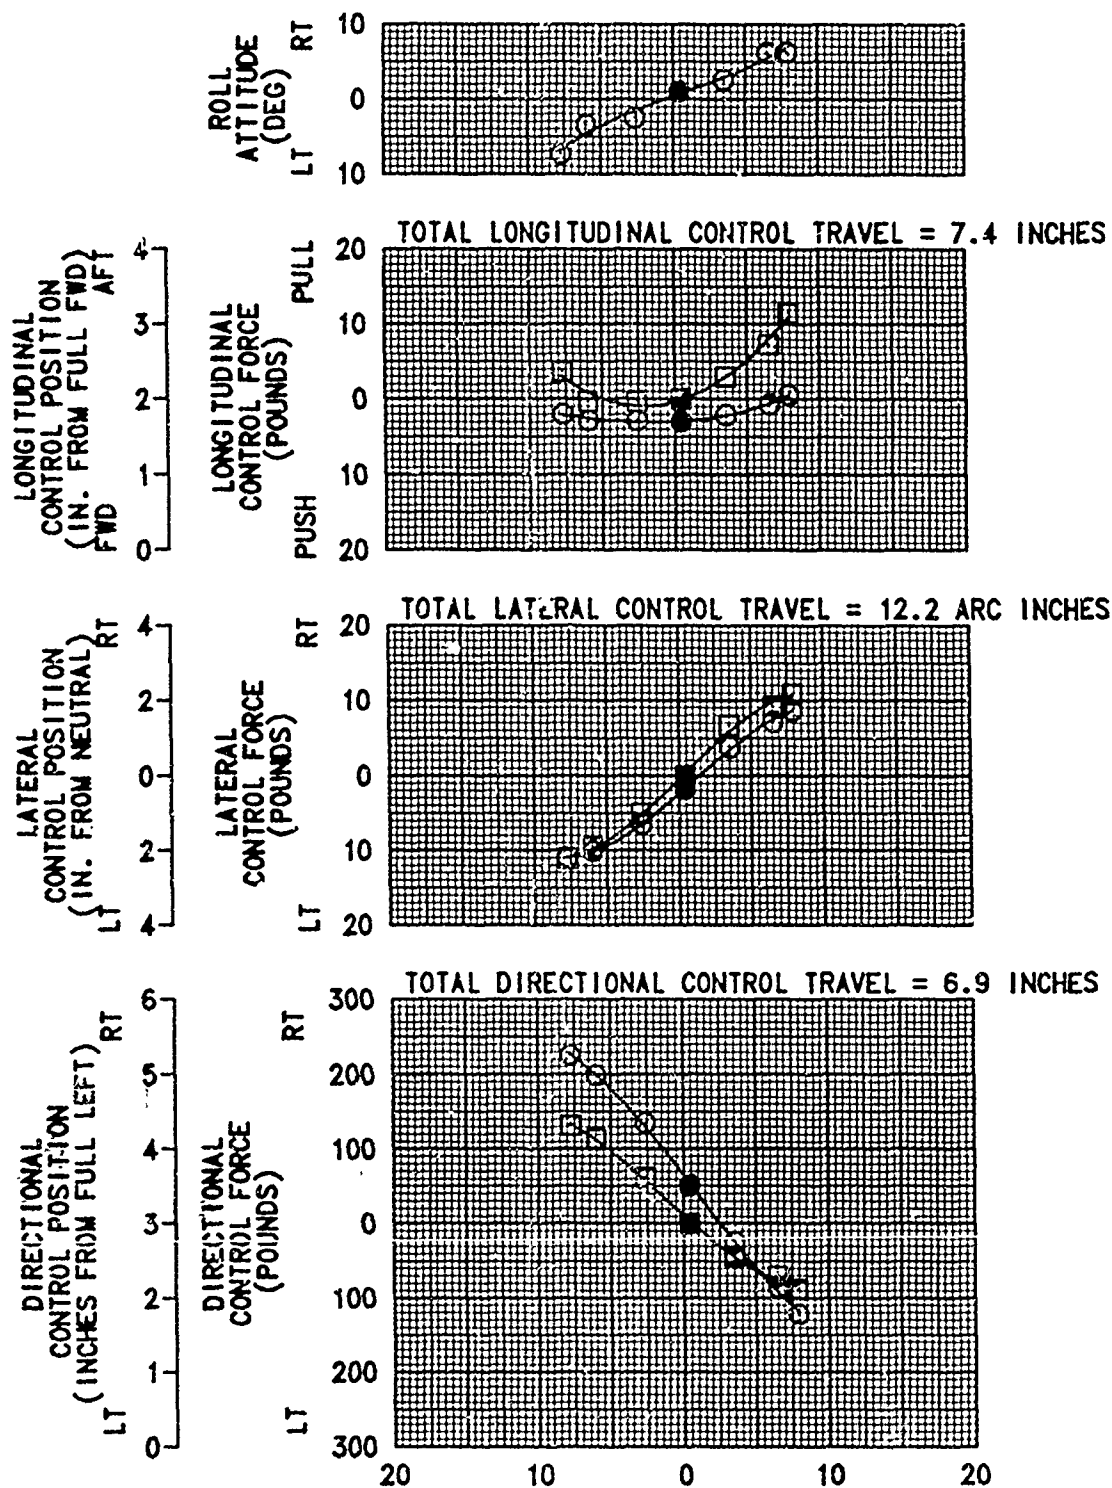 ROLL
ATTITUDE
(DEG)
LT RT
10
0
10
TOTAL LONGITUDINAL CONTROL TRAVEL = 7.4 INCHES
LONGITUDINAL
CONTROL POSITION
(IN. FROM FULL FWD)
FWD AFT
4
3
2
1
0
LONGITUDINAL
CONTROL FORCE
(POUNDS)
PUSH PULL
20
10
0
10
20
TOTAL LATERAL CONTROL TRAVEL = 12.2 ARC INCHES
LATERAL
CONTROL POSITION
(IN. FROM NEUTRAL)
LT RT
4
2
0
2
4
LATERAL
CONTROL FORCE
(POUNDS)
LT RT
20
10
0
10
20
TOTAL DIRECTIONAL CONTROL TRAVEL = 6.9 INCHES
DIRECTIONAL
CONTROL POSITION
(INCHES FROM FULL LEFT)
LT RT
6
5
4
3
2
1
0
DIRECTIONAL
CONTROL FORCE
(POUNDS)
LT RT
300
200
100
0
100
200
300
20 10 0 10 20